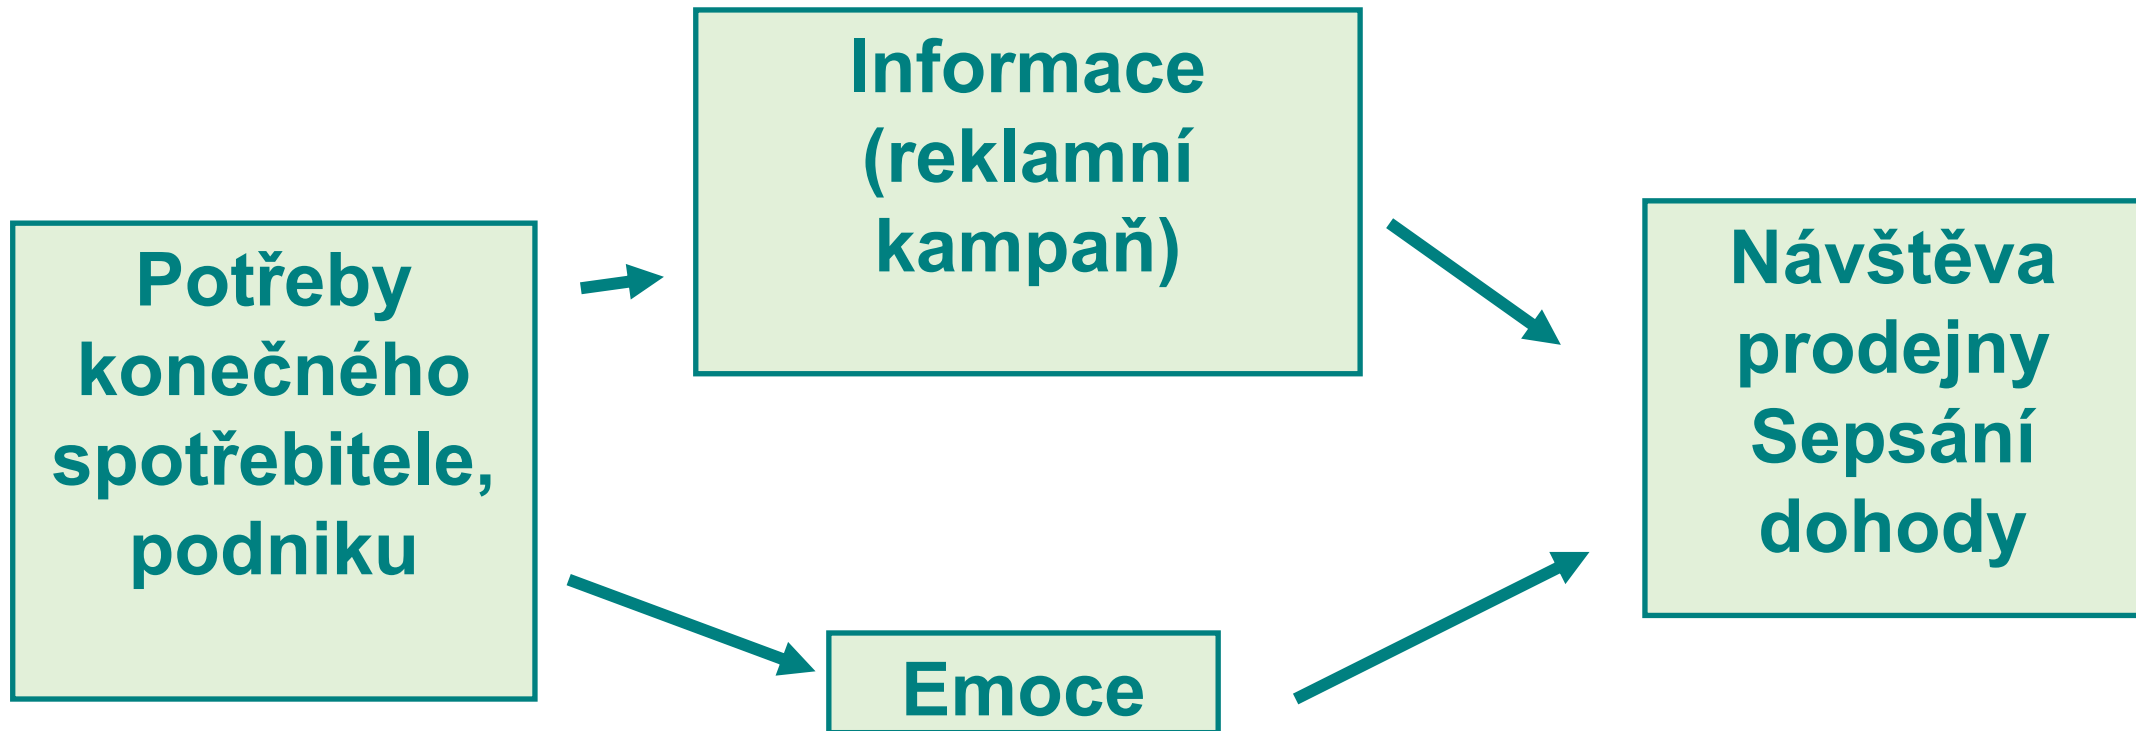 Potřeby
konečného
spotřebitele,
podniku
Informace
(reklamní
kampaň)
Emoce
Návštěva
prodejny
Sepsání
dohody